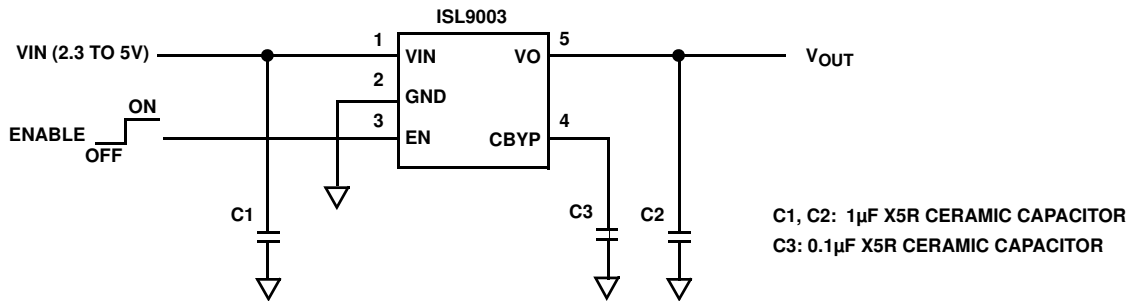 ISL9003
VIN (2.3 TO 5V)
1
VIN
VO
5
VOUT
2
GND
ENABLE
ON
OFF
3
EN
CBYP
4
C1
C3
C2
C1, C2: 1µF X5R CERAMIC CAPACITOR
C3: 0.1µF X5R CERAMIC CAPACITOR